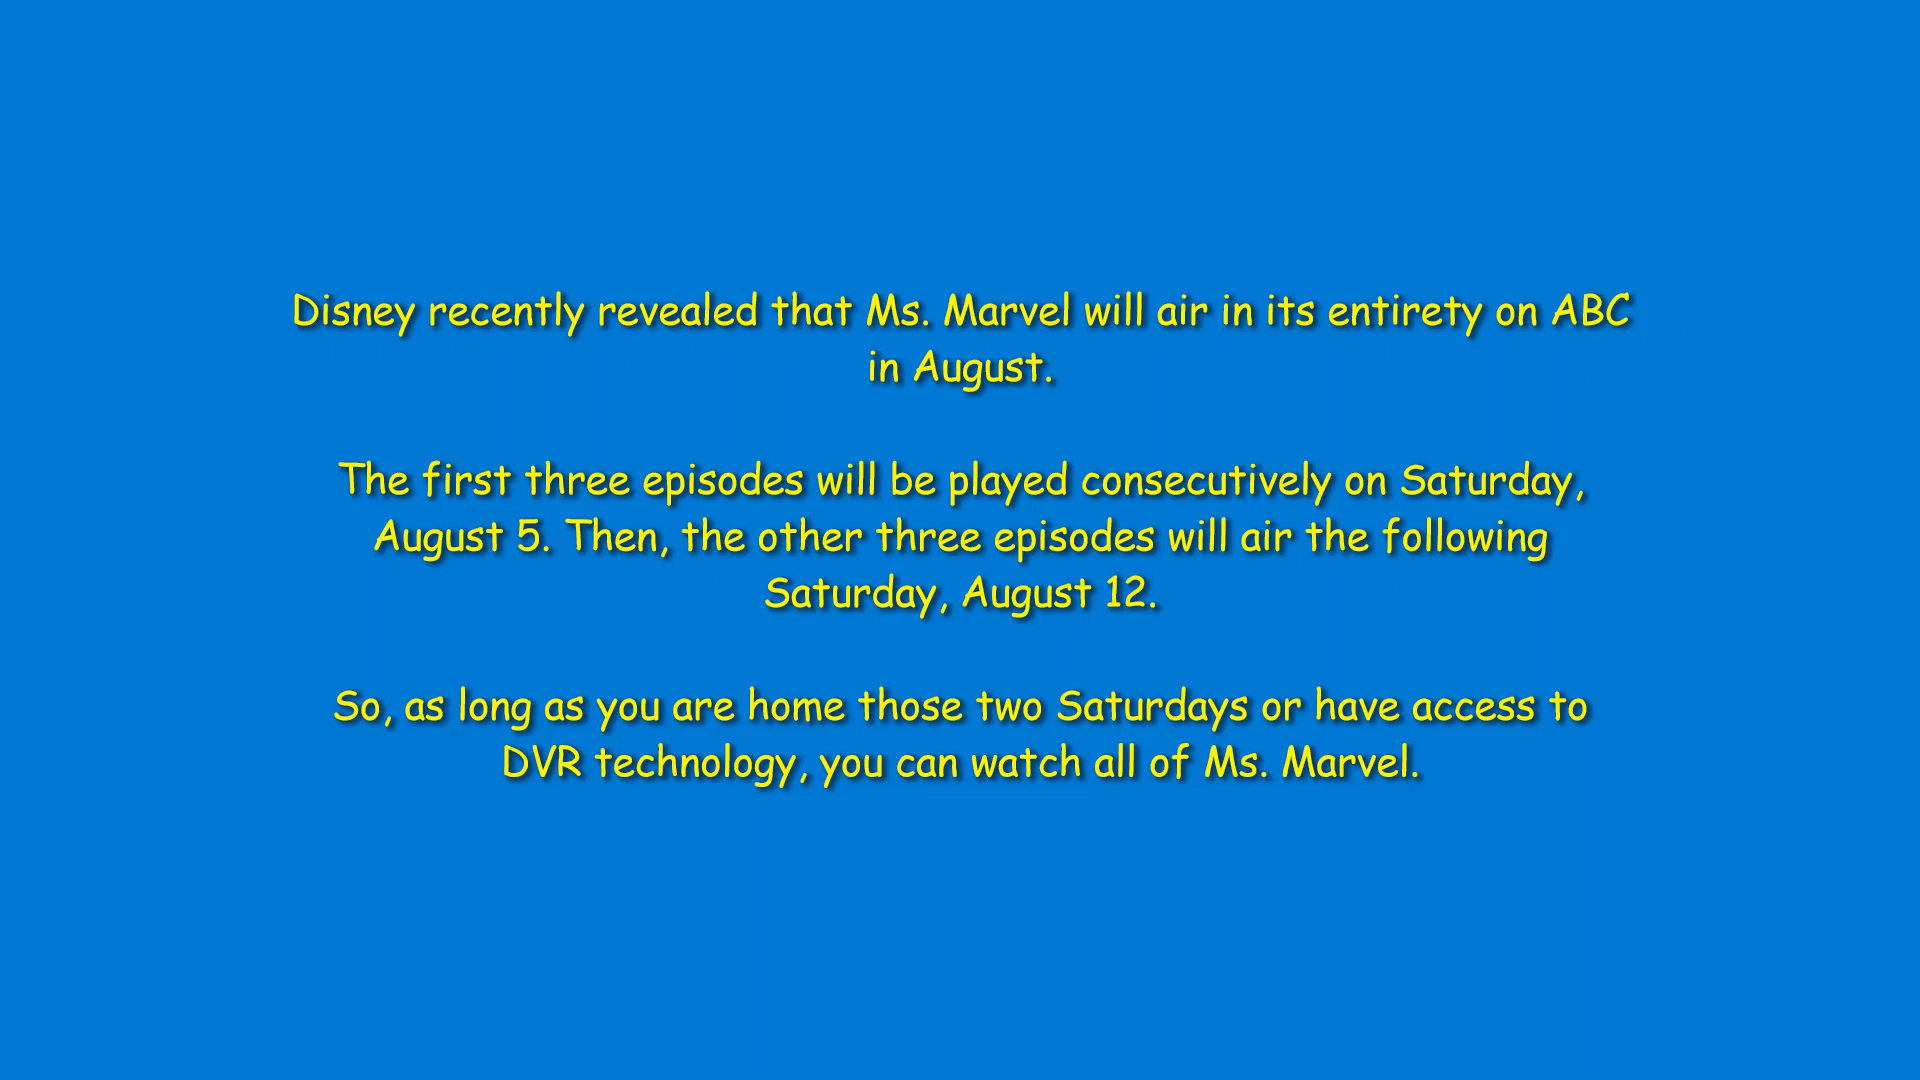 Disney recently revealed that Ms. Marvel will air in its entirety on ABC
in August.
The first three episodes will be played consecutively on Saturday,
August 5. Then, the other three episodes will air the following
Saturday, August 12.
So, as long as you are home those two Saturdays or have access to
DVR technology, you can watch all of Ms. Marvel.